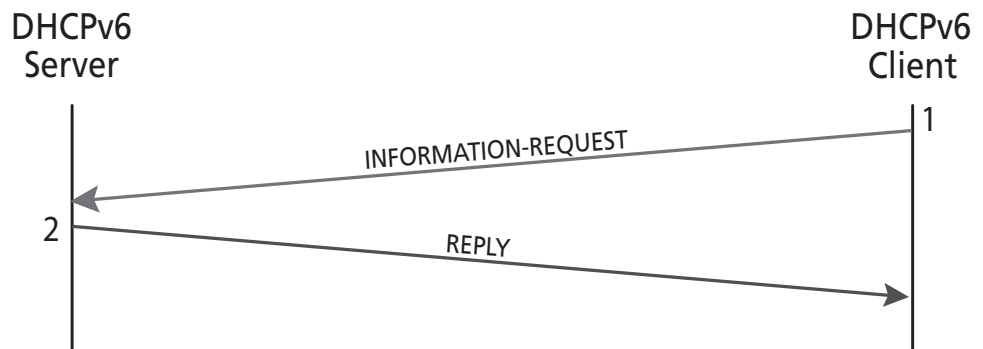 DHCPv6
Server
DHCPv6
Client
1
INFORMATION-REQUEST
2
REPLY